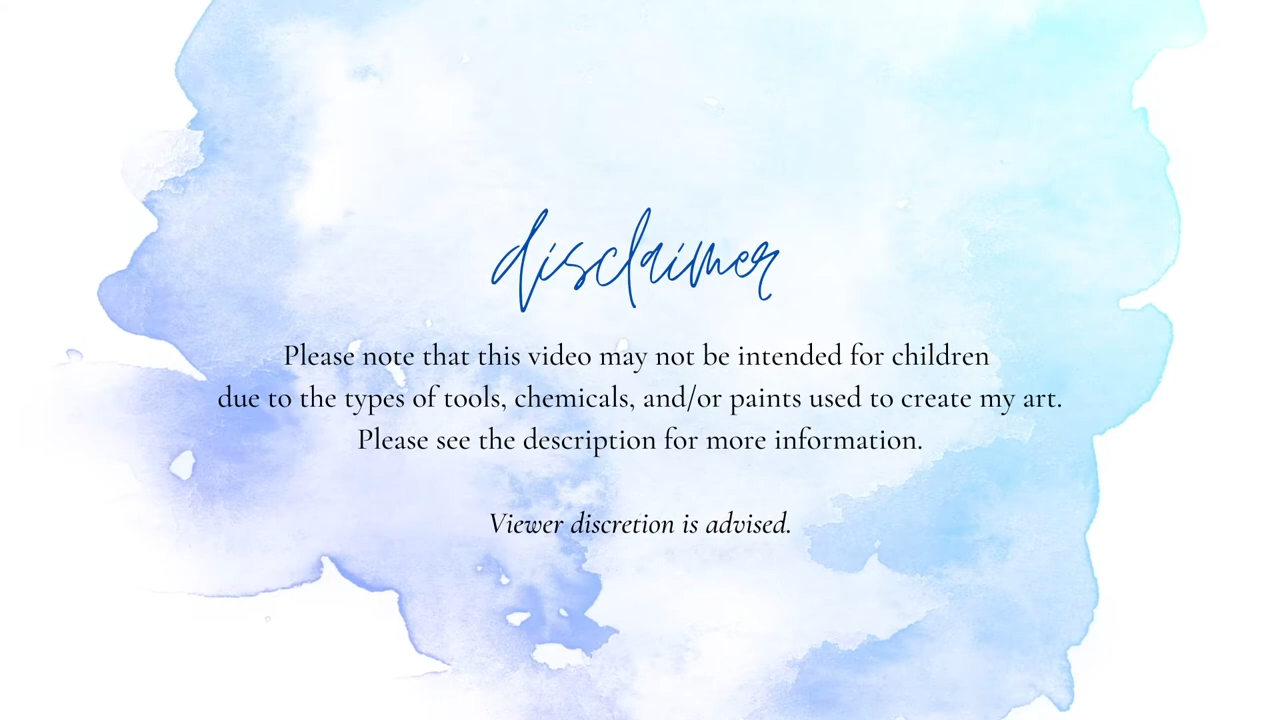 disclaimer
Please note that this video may not be intended for children
due to the types of tools, chemicals, and/or paints used to create my art.
Please see the description for more information.
Viewer discretion is advised.